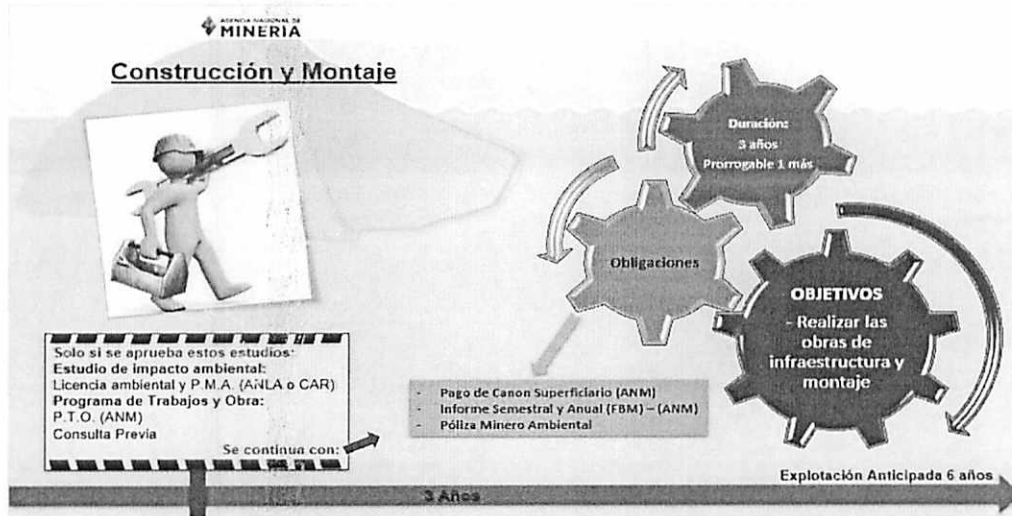 AGENCIA NACIONAL DE
MINERÍA
Construcción y Montaje
Duración:
3 años
Prorrogable 1 más
Obligaciones
OBJETIVOS
- Realizar las
obras de
infraestructura y
montaje
Solo si se aprueba estos estudios:
Estudio de impacto ambiental:
Licencia ambiental y P.M.A. (ANLA o CAR)
Programa de Trabajos y Obra:
P.T.O. (ANM)
Consulta Previa
Se continua con:
- Pago de Canon Superficiario (ANM)
- Informe Semestral y Anual (FBM) – (ANM)
- Póliza Minero Ambiental
Explotación Anticipada 6 años
3 Años